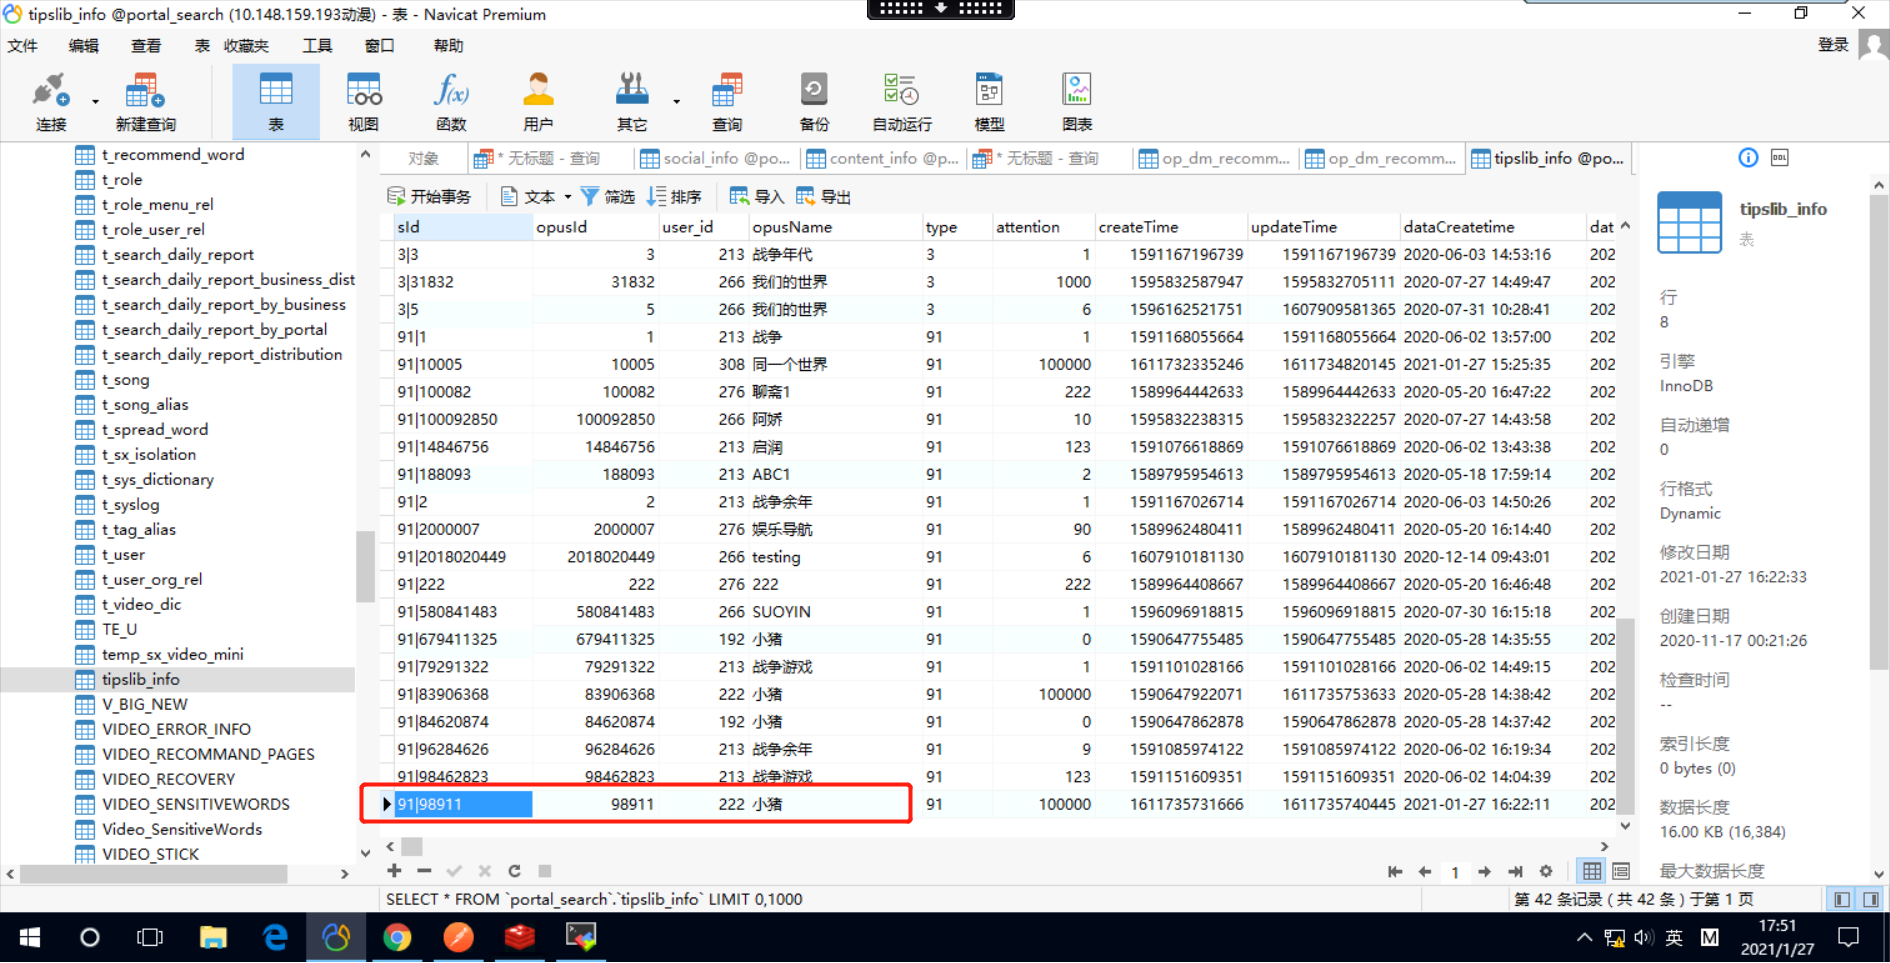 tipslib_info @portal_search (10.148.159.193动漫) - 表 - Navicat Premium
文件 编辑 查看 表 收藏夹 工具 窗口 帮助 登录
连接 新建查询 表 视图 函数 用户 其它 查询 备份 自动运行 模型 图表
对象 * 无标题 - 查询 social_info @po... content_info @p... * 无标题 - 查询 op_dm_recomm... op_dm_recomm... tipslib_info @po...
开始事务 文本 筛选 排序 导入 导出
t_recommend_word
t_role
t_role_menu_rel
t_role_user_rel
t_search_daily_report
t_search_daily_report_business_dist
t_search_daily_report_by_business
t_search_daily_report_by_portal
t_search_daily_report_distribution
t_song
t_song_alias
t_spread_word
t_sx_isolation
t_sys_dictionary
t_syslog
t_tag_alias
t_user
t_user_org_rel
t_video_dic
TE_U
temp_sx_video_mini
tipslib_info
V_BIG_NEW
VIDEO_ERROR_INFO
VIDEO_RECOMMAND_PAGES
VIDEO_RECOVERY
VIDEO_SENSITIVEWORDS
Video_SensitiveWords
VIDEO_STICK
sId opusId user_id opusName type attention createTime updateTime dataCreatetime dat
3|3 3 213 战争年代 3 1 1591167196739 1591167196739 2020-06-03 14:53:16 202
3|31832 31832 266 我们的世界 3 1000 1595832587947 1595832705111 2020-07-27 14:49:47 202
3|5 5 266 我们的世界 3 6 1596162521751 1607909581365 2020-07-31 10:28:41 202
91|1 1 213 战争 91 1 1591168055664 1591168055664 2020-06-02 13:57:00 202
91|10005 10005 308 同一个世界 91 100000 1611732335246 1611734820145 2021-01-27 15:25:35 202
91|100082 100082 276 聊斋1 91 222 1589964442633 1589964442633 2020-05-20 16:47:22 202
91|100092850 100092850 266 阿娇 91 10 1595832238315 1595832322257 2020-07-27 14:43:58 202
91|14846756 14846756 213 启润 91 123 1591076618869 1591076618869 2020-06-02 13:43:38 202
91|188093 188093 213 ABC1 91 2 1589795954613 1589795954613 2020-05-18 17:59:14 202
91|2 2 213 战争余年 91 1 1591167026714 1591167026714 2020-06-03 14:50:26 202
91|2000007 2000007 276 娱乐导航 91 90 1589962480411 1589962480411 2020-05-20 16:14:40 202
91|2018020449 2018020449 266 testing 91 6 1607910181130 1607910181130 2020-12-14 09:43:01 202
91|222 222 276 222 91 222 1589964408667 1589964408667 2020-05-20 16:46:48 202
91|580841483 580841483 266 SUOYIN 91 1 1596096918815 1596096918815 2020-07-30 16:15:18 202
91|679411325 679411325 192 小猪 91 0 1590647755485 1590647755485 2020-05-28 14:35:55 202
91|79291322 79291322 213 战争游戏 91 1 1591101028166 1591101028166 2020-06-02 14:49:15 202
91|83906368 83906368 222 小猪 91 100000 1590647922071 1611735753633 2020-05-28 14:38:42 202
91|84620874 84620874 192 小猪 91 0 1590647862878 1590647862878 2020-05-28 14:37:42 202
91|96284626 96284626 213 战争余年 91 9 1591085974122 1591085974122 2020-06-02 16:19:34 202
91|98462823 98462823 213 战争游戏 91 123 1591151609351 1591151609351 2020-06-02 14:04:39 202
91|98911 98911 222 小猪 91 100000 1611735731666 1611735740445 2021-01-27 16:22:11 202
1
SELECT * FROM `portal_search`.`tipslib_info` LIMIT 0,1000
第 42 条记录 ( 共 42 条 ) 于第 1 页
DDL
tipslib_info
表
行
8
引擎
InnoDB
自动递增
0
行格式
Dynamic
修改日期
2021-01-27 16:22:33
创建日期
2020-11-17 00:21:26
检查时间
--
索引长度
0 bytes (0)
数据长度
16.00 KB (16,384)
最大数据长度
英 M
17:51
2021/1/27